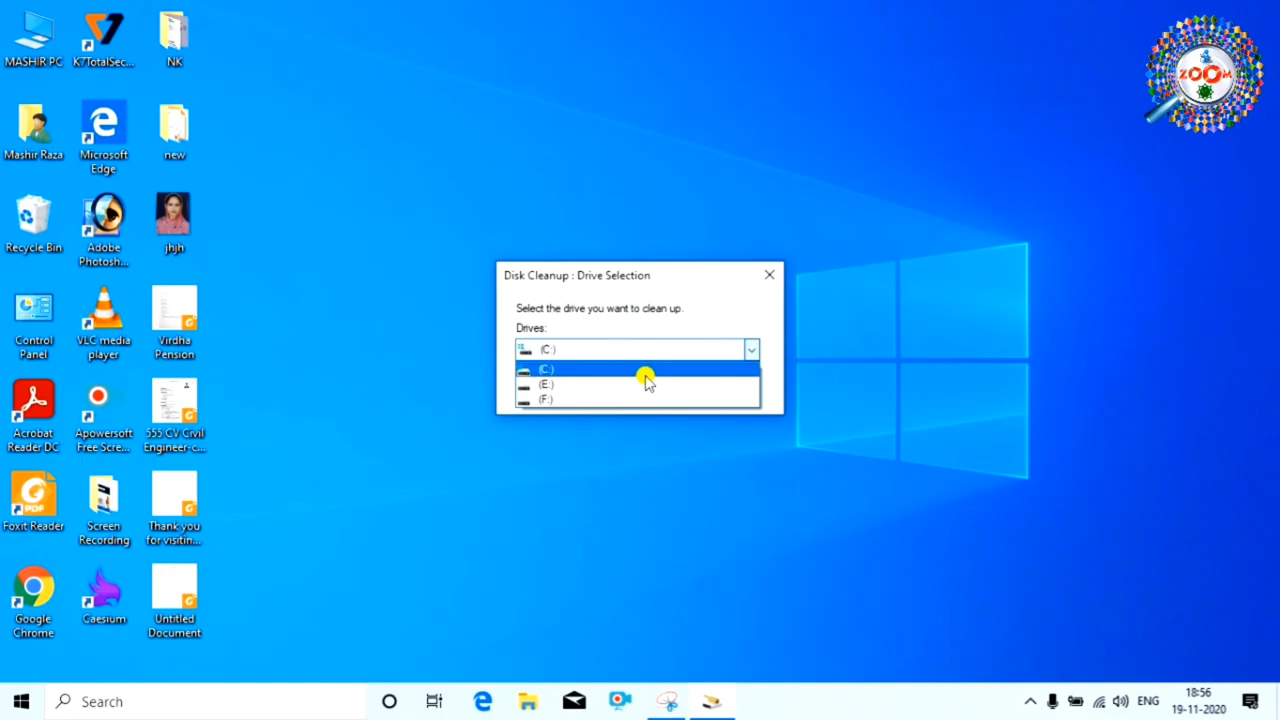 MASHIR PC
K7TotalSec...
NK
Mashir Raza
Microsoft
Edge
new
Recycle Bin
Adobe
Photosh...
jhjh
Control
Panel
VLC media
player
Virdha
Pension
Acrobat
Reader DC
Apowersoft
Free Scre...
555 CV Civil
Engineer-c...
Foxit Reader
Screen
Recording
Thank you
for visitin...
Google
Chrome
Caesium
Untitled
Document
ZOOM
Disk Cleanup : Drive Selection
Select the drive you want to clean up.
Drives:
(C:)
(C:)
(E:)
(F:)
Search
ENG
18:56
19-11-2020